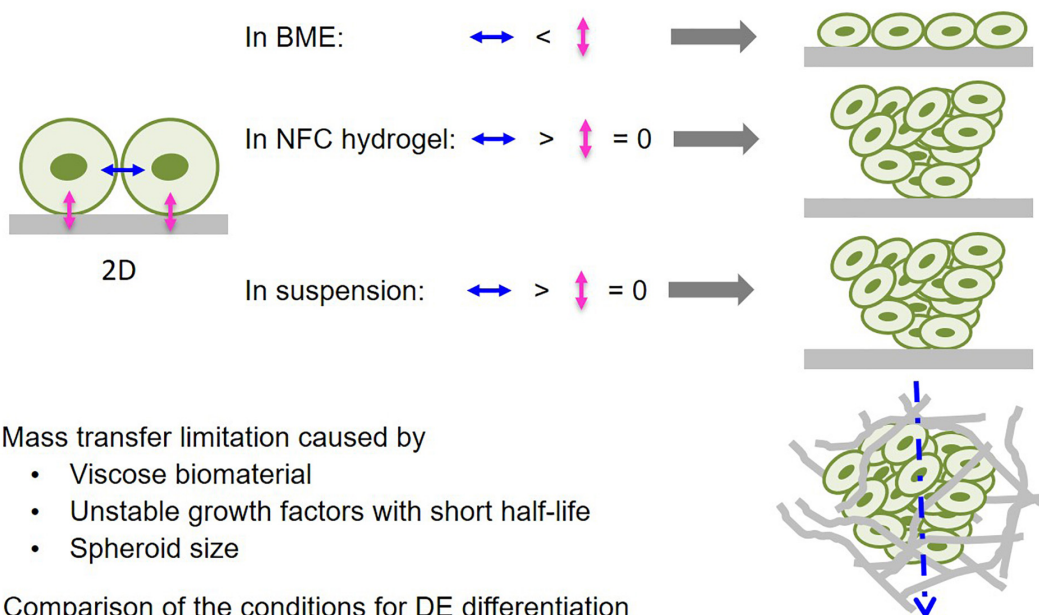 In BME: <
In NFC hydrogel: > = 0
2D
In suspension: > = 0
Mass transfer limitation caused by
• Viscose biomaterial
• Unstable growth factors with short half-life
• Spheroid size
Comparison of the conditions for DE differentiation